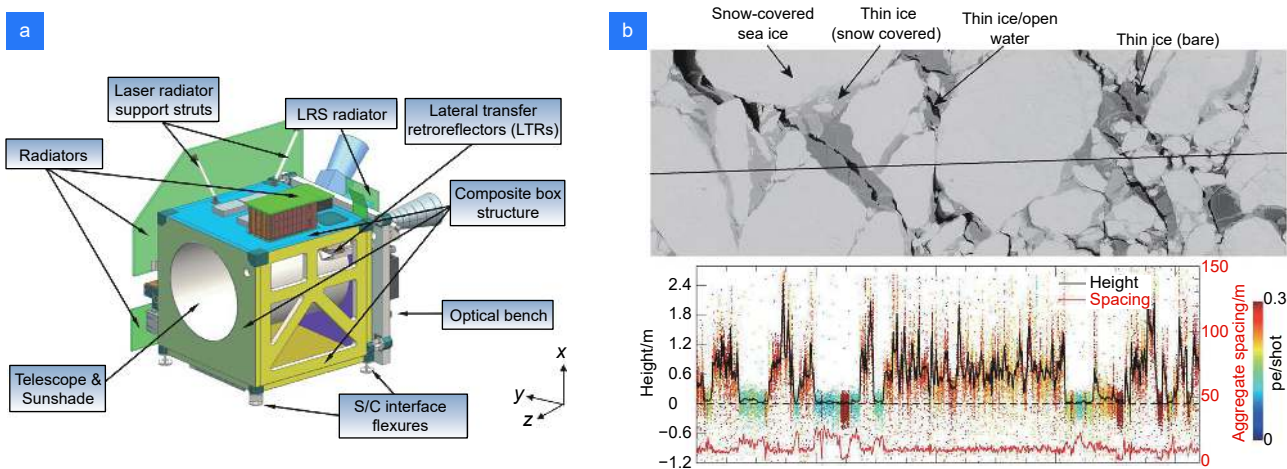 a
Laser radiator
support struts
LRS radiator
Lateral transfer
retroreflectors (LTRs)
Radiators
Composite box
structure
Optical bench
Telescope &
Sunshade
S/C interface
flexures
x
y
z
b
Snow-covered
sea ice
Thin ice
(snow covered)
Thin ice/open
water
Thin ice (bare)
Height/m
2.4
1.8
1.2
0.6
0
−0.6
−1.2
Height
Spacing
150
100
50
0
Aggregate spacing/m
0.3
0
pe/shot